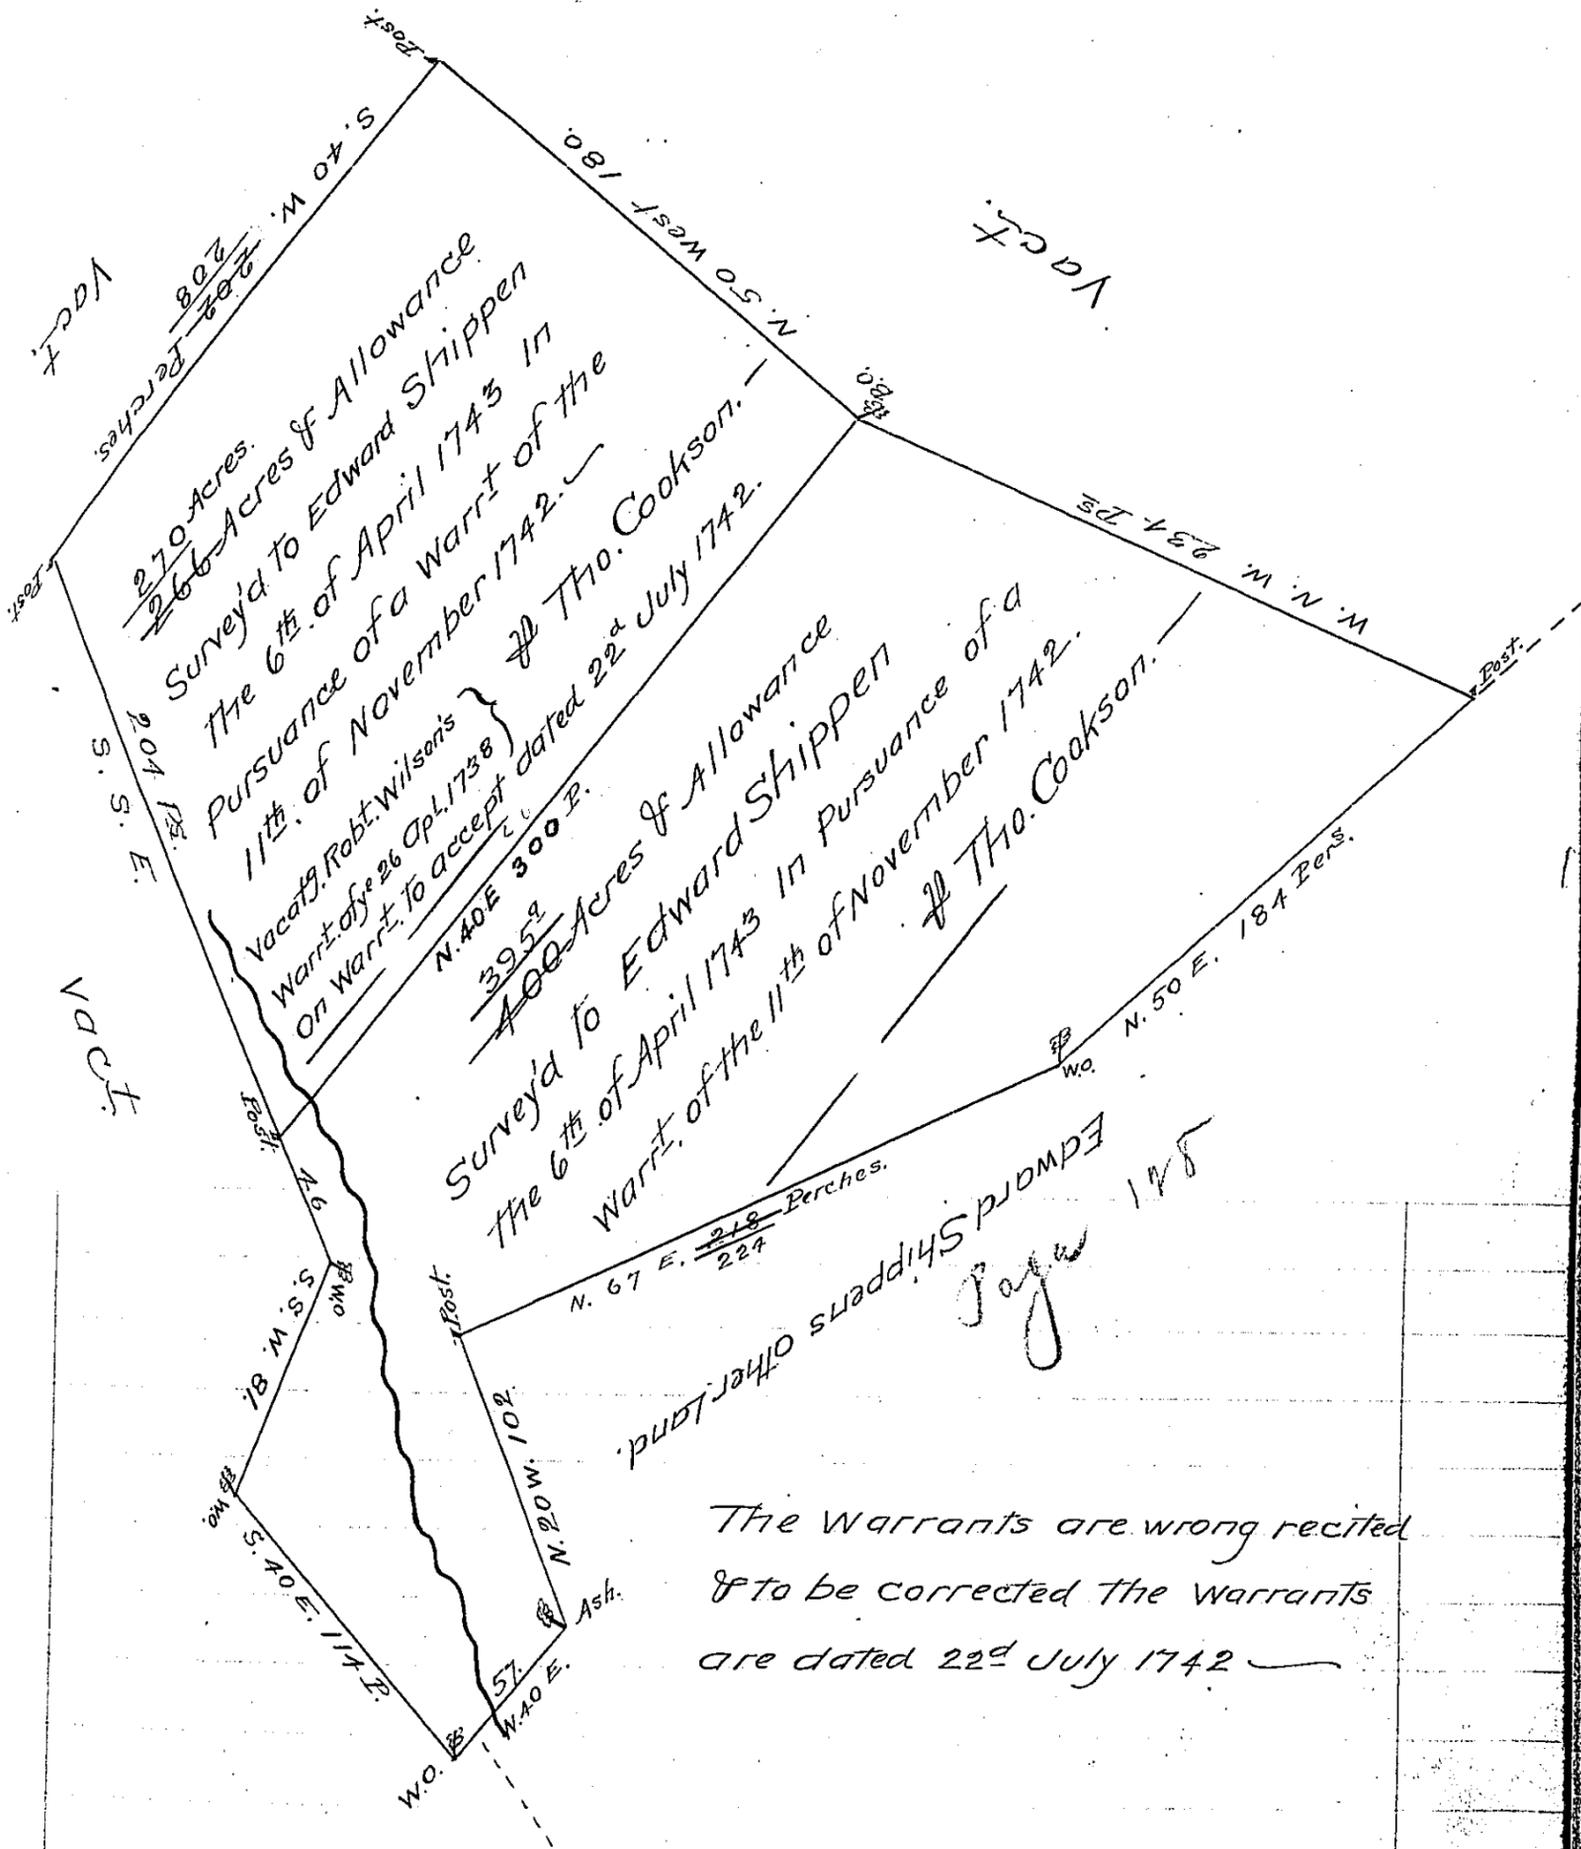 Post.
S. 40 W. 202 Perches.
208
Vact.
N. 50 West 180.
Vact.
B.O.
W. N. W. 234. Ps
Post.
Post.
270 Acres.
266 Acres & Allowance
Survey'd to Edward Shippen
the 6th of April 1743 In
Pursuance of a Warrt of the
11th of November 1742.
Tho. Cookson.
Vacatg. Robt. Wilson's
Warrt. of ye 26 Apl. 1738
On Warrt. To accept dated 22d July 1742.
204 Ps.
S. S. E.
Vact.
N. 40 E 300 P.
395a
400 Acres & Allowance
Survey'd to Edward Shippen
the 6th of April 1743 In Pursuance of a
Warrt. of the 11th of November 1742.
Tho. Cookson.
N. 50 E. 184 Pers.
W.O.
N. 67 E. 218 Perches.
224
Edward Shippens other Land.
Page 128
Post.
46
W.O
S. S. W. 81.
W.O.
S. 40 E. 114 P.
W.O.
57.
N. 40 E.
Ash.
N. 20 W. 102.
Post.
The Warrants are wrong recited
& to be corrected The Warrants
are dated 22d July 1742